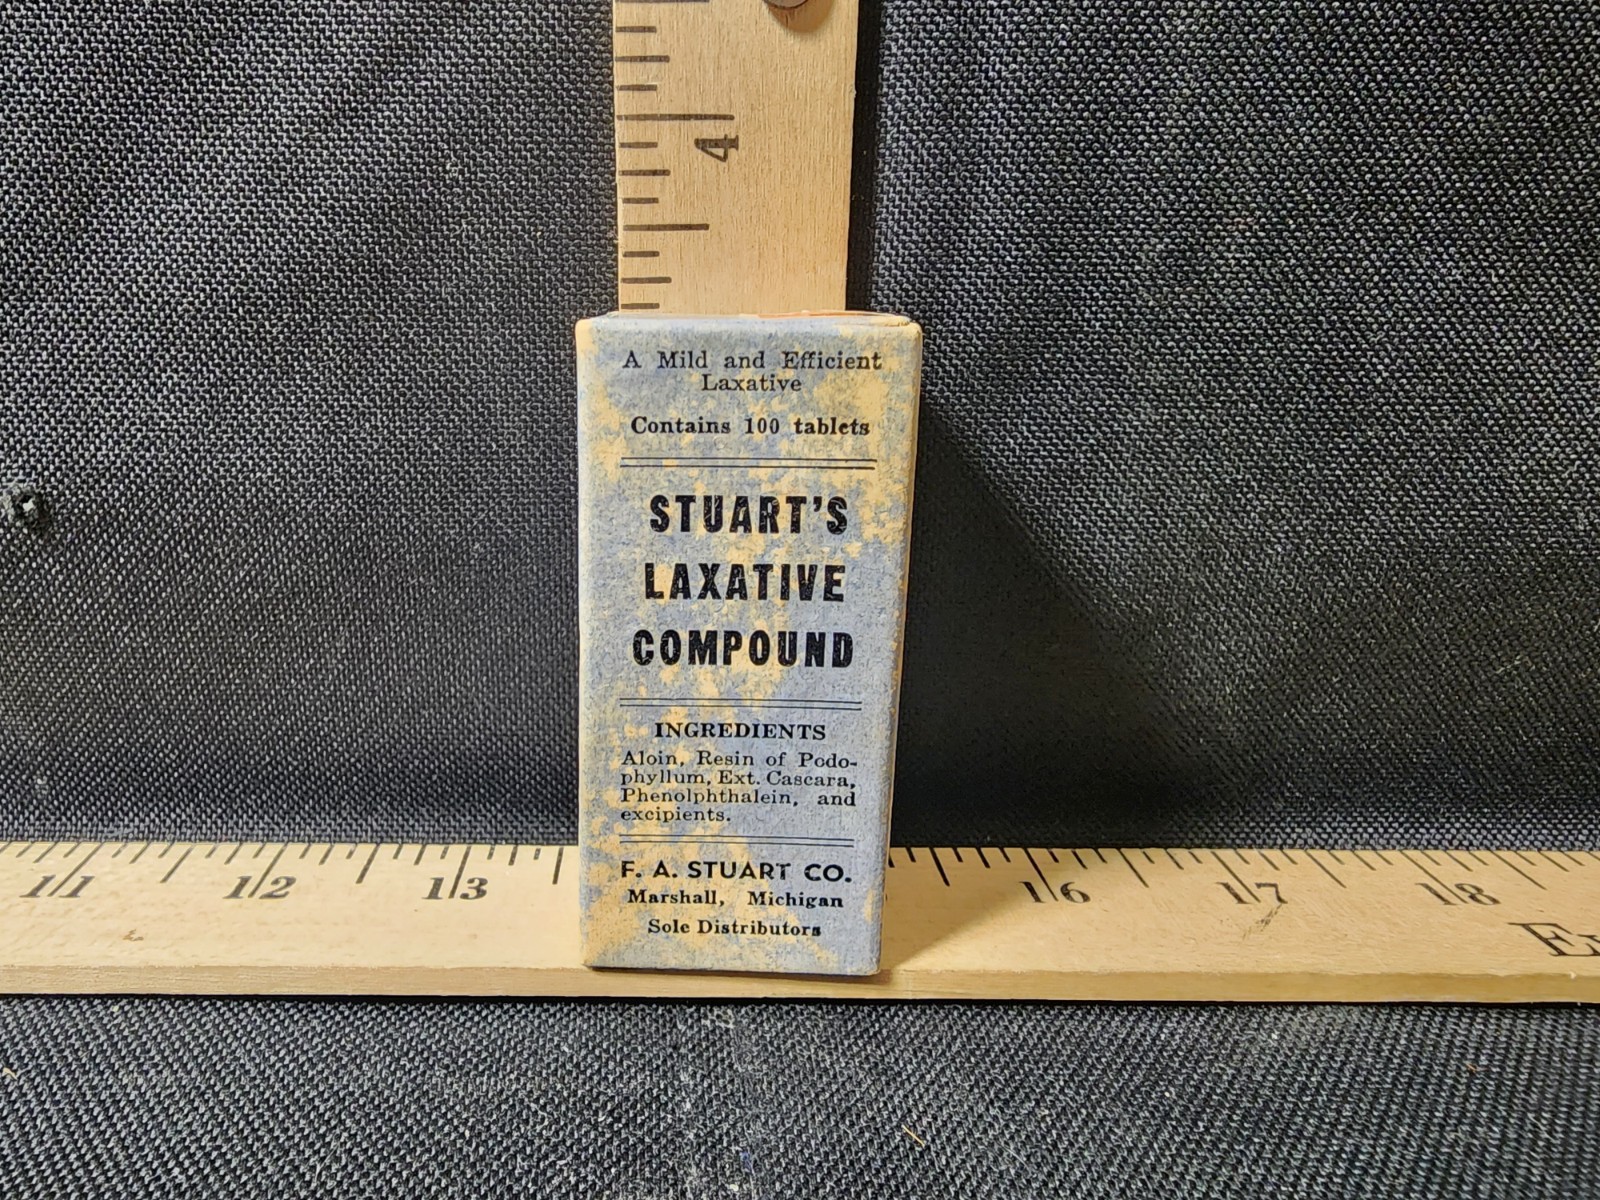 4
A Mild and Efficient
Laxative
Contains 100 tablets
STUART'S
LAXATIVE
COMPOUND
INGREDIENTS
Aloin, Resin of Podo-
phyllum, Ext. Cascara,
Phenolphthalein, and
excipients.
F. A. STUART CO.
Marshall, Michigan
Sole Distributors
11 12 13 16 17 18